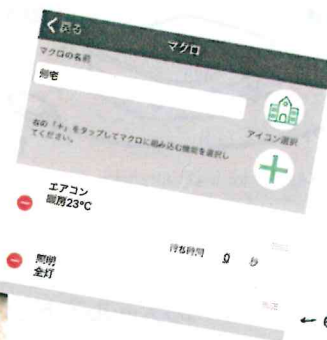 戻る
マクロ
マクロの名前
帰宅
アイコン選択
右の「+」をタップしてマクロに組み込む機能を選択し
てください。
エアコン
暖房23°C
待ち時間 0 秒
照明
全灯